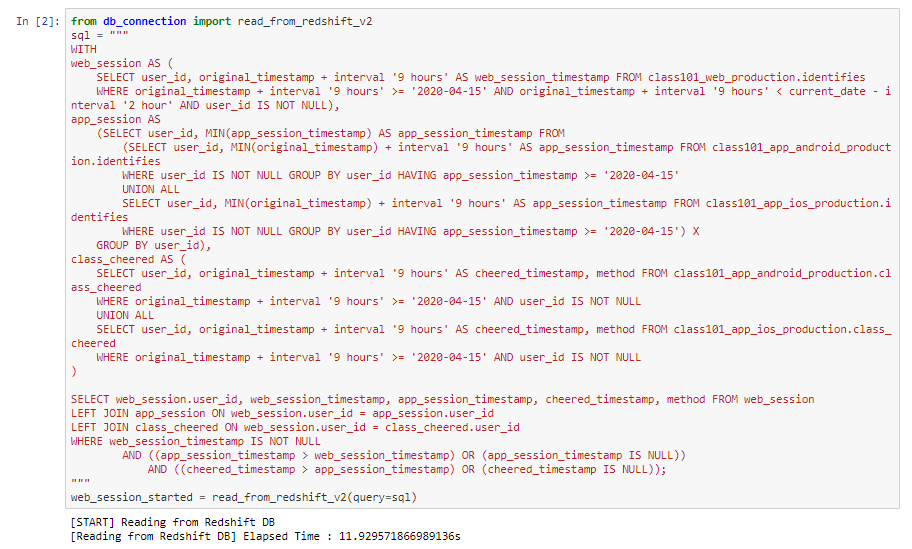 In [2]: from db_connection import read_from_redshift_v2
sql = """
WITH
web_session AS (
    SELECT user_id, original_timestamp + interval '9 hours' AS web_session_timestamp FROM class101_web_production.identifies
    WHERE original_timestamp + interval '9 hours' >= '2020-04-15' AND original_timestamp + interval '9 hours' < current_date - i
nterval '2 hour' AND user_id IS NOT NULL),
app_session AS
    (SELECT user_id, MIN(app_session_timestamp) AS app_session_timestamp FROM
        (SELECT user_id, MIN(original_timestamp) + interval '9 hours' AS app_session_timestamp FROM class101_app_android_product
ion.identifies
        WHERE user_id IS NOT NULL GROUP BY user_id HAVING app_session_timestamp >= '2020-04-15'
        UNION ALL
        SELECT user_id, MIN(original_timestamp) + interval '9 hours' AS app_session_timestamp FROM class101_app_ios_production.i
dentifies
        WHERE user_id IS NOT NULL GROUP BY user_id HAVING app_session_timestamp >= '2020-04-15') X
    GROUP BY user_id),
class_cheered AS (
    SELECT user_id, original_timestamp + interval '9 hours' AS cheered_timestamp, method FROM class101_app_android_production.cl
ass_cheered
    WHERE original_timestamp + interval '9 hours' >= '2020-04-15' AND user_id IS NOT NULL
    UNION ALL
    SELECT user_id, original_timestamp + interval '9 hours' AS cheered_timestamp, method FROM class101_app_ios_production.class_
cheered
    WHERE original_timestamp + interval '9 hours' >= '2020-04-15' AND user_id IS NOT NULL
)
SELECT web_session.user_id, web_session_timestamp, app_session_timestamp, cheered_timestamp, method FROM web_session
LEFT JOIN app_session ON web_session.user_id = app_session.user_id
LEFT JOIN class_cheered ON web_session.user_id = class_cheered.user_id
WHERE web_session_timestamp IS NOT NULL
        AND ((app_session_timestamp > web_session_timestamp) OR (app_session_timestamp IS NULL))
            AND ((cheered_timestamp > app_session_timestamp) OR (cheered_timestamp IS NULL));
"""
web_session_started = read_from_redshift_v2(query=sql)
[START] Reading from Redshift DB
[Reading from Redshift DB] Elapsed Time : 11.929571866989136s